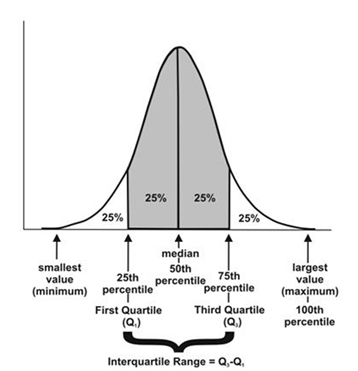 25%
25%
25%
25%
smallest
value
(minimum)
25th
percentile
First Quartile
(Q₁)
median
50th
percentile
75th
percentile
Third Quartile
(Q₃)
largest
value
(maximum)
100th
percentile
Interquartile Range = Q₃-Q₁